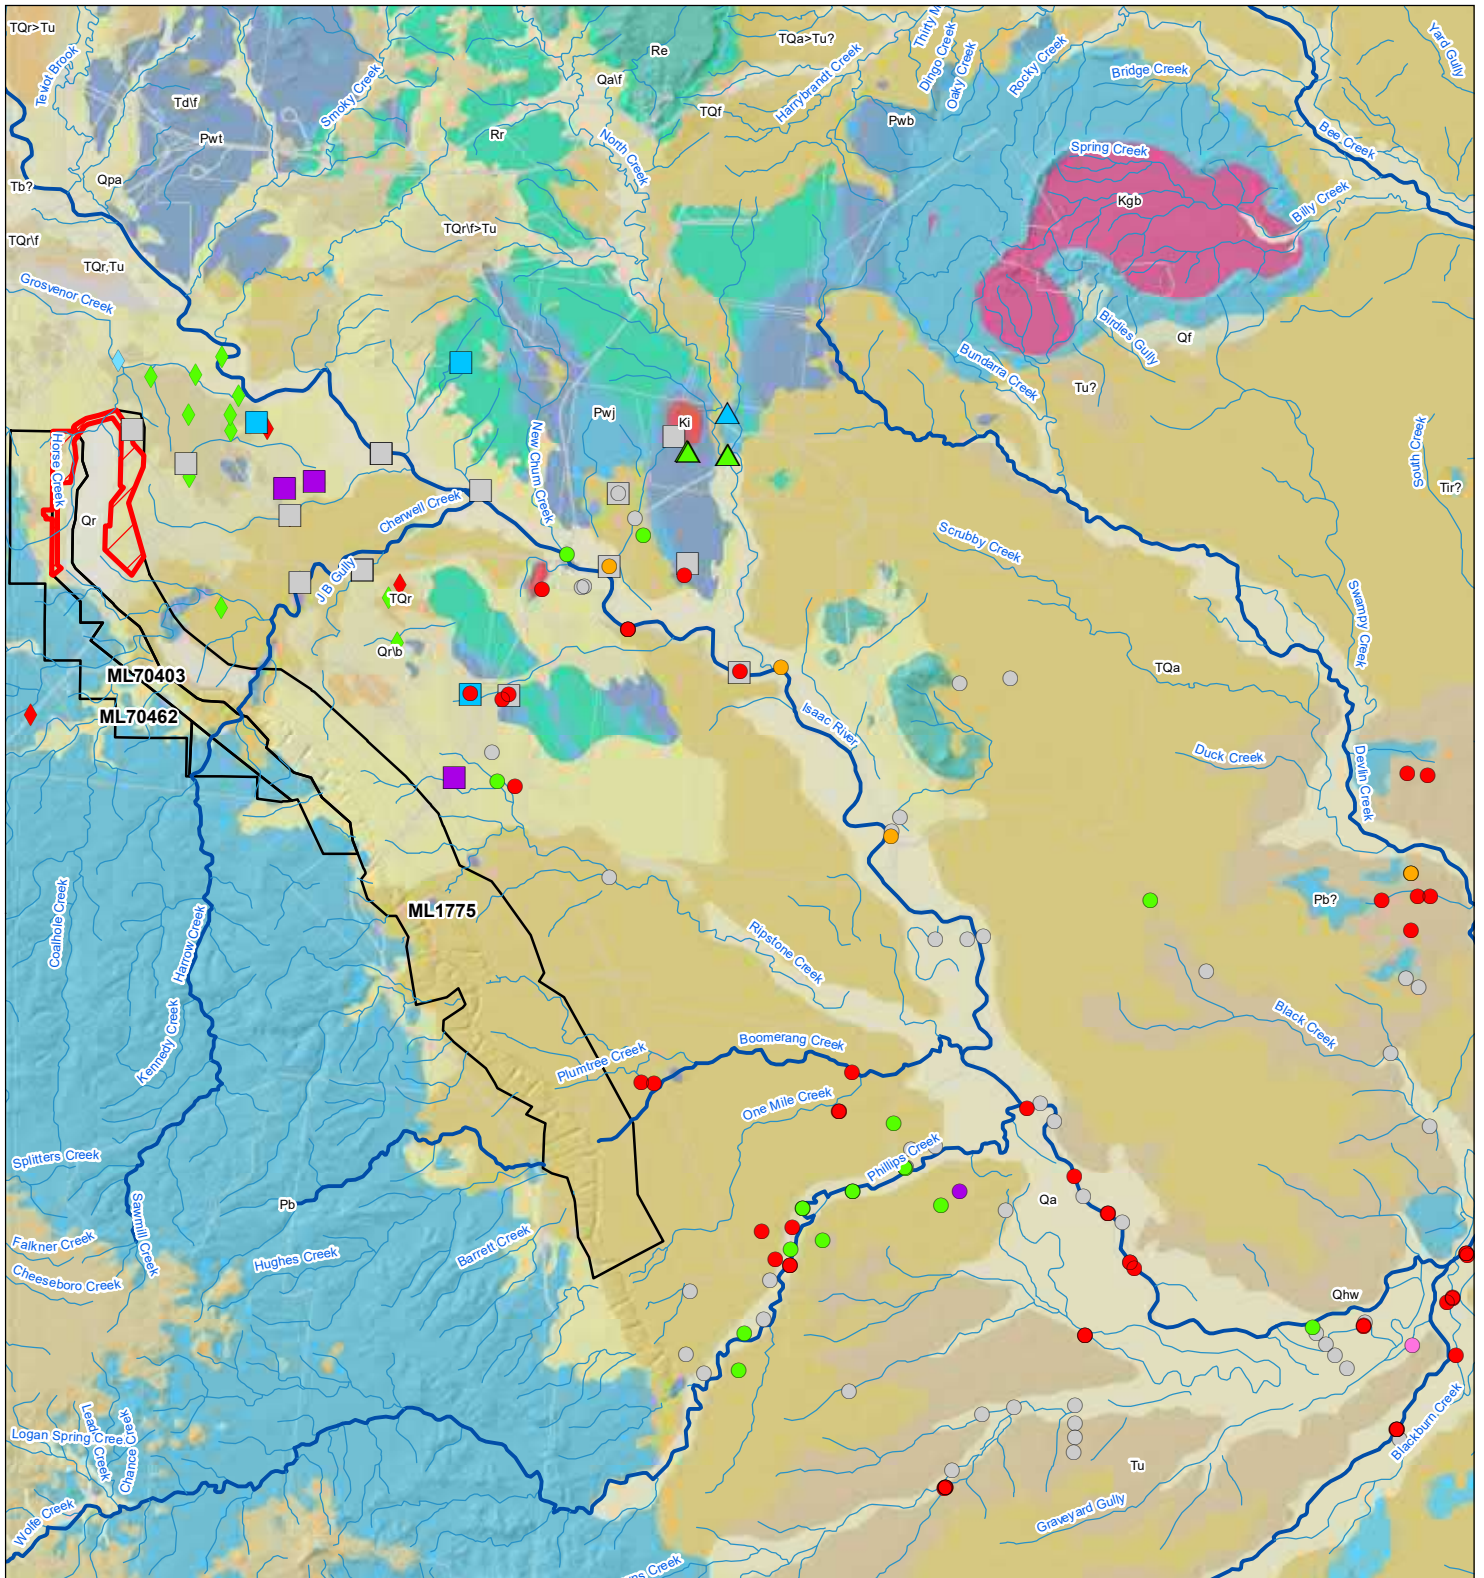 TQr>Tu
Teviot Brook
Td\f
Pwt
Smoky Creek
Qpa
Tb?
TQr\f
TQr,Tu
Grosvenor Creek
Re
Qa\f
TQf
Rr
North Creek
TQr\f>Tu
TQa>Tu?
Harrybrandt Creek
Dingo Creek
Oaky Creek
Rocky Creek
Bridge Creek
Yard Gully
Pwb
Spring Creek
Bee Creek
Kgb
Billy Creek
Birdies Gully
Qf
Bundarra Creek
Tu?
Pwj
Ki
New Chum Creek
Horse Creek
Qr
Cherwell Creek
J B Gully
TQr
Qr\b
South Creek
Tir?
Scrubby Creek
Swampy Creek
TQa
ML70403
ML70462
Isaac River
Duck Creek
Devlin Creek
Pb?
Coalhole Creek
Harrow Creek
ML1775
Ripstone Creek
Black Creek
Kennedy Creek
Plumtree Creek
Boomerang Creek
One Mile Creek
Phillips Creek
Splitters Creek
Sawmill Creek
Pb
Qa
Falkner Creek
Hughes Creek
Barrett Creek
Cheeseboro Creek
Qhw
Logan Spring Creek
Chance Creek
Blackburn Creek
Tu
Wolfe Creek
Graveyard Gully
Creek